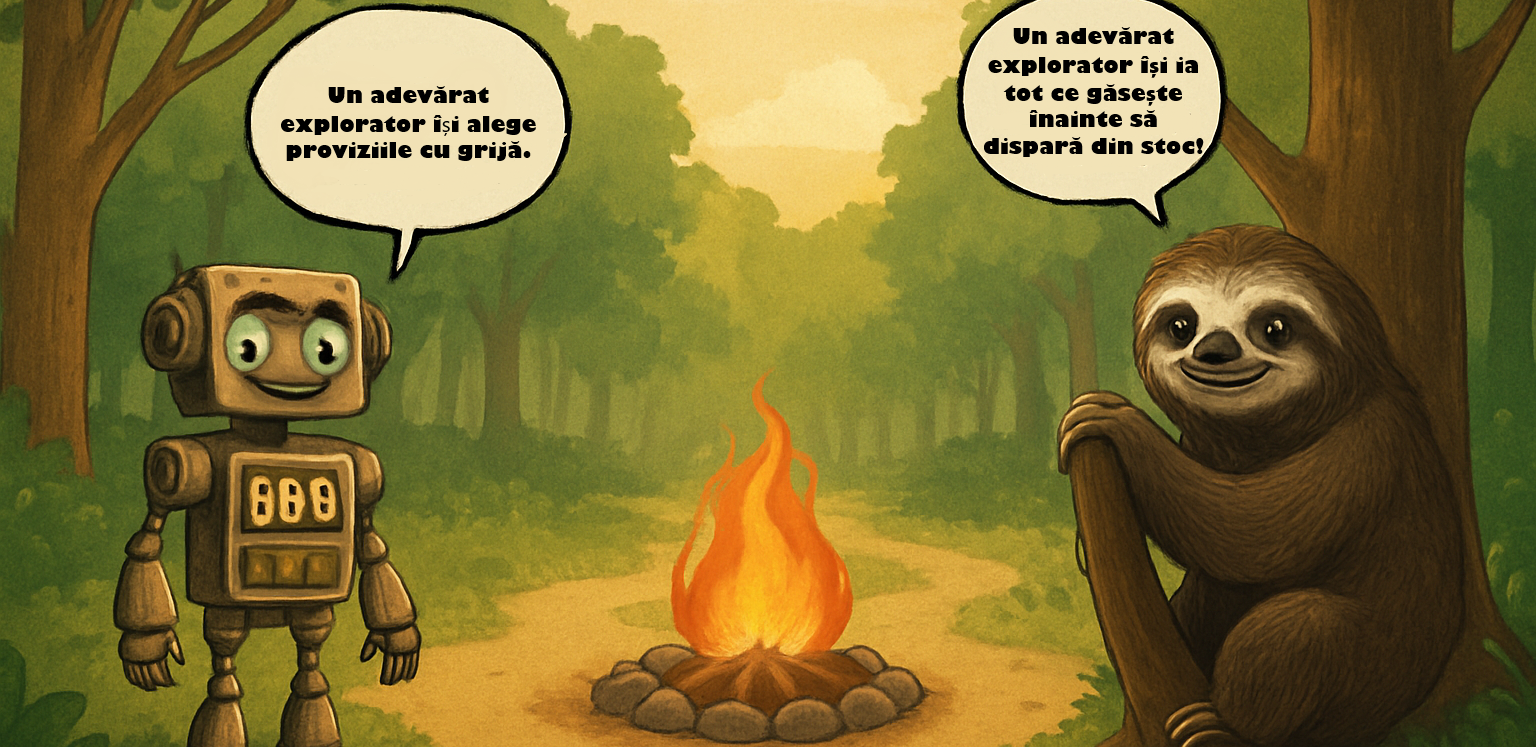 Un adevărat
explorator își alege
proviziile cu grijă.
Un adevărat
explorator își ia
tot ce găsește
înainte să
dispară din stoc!